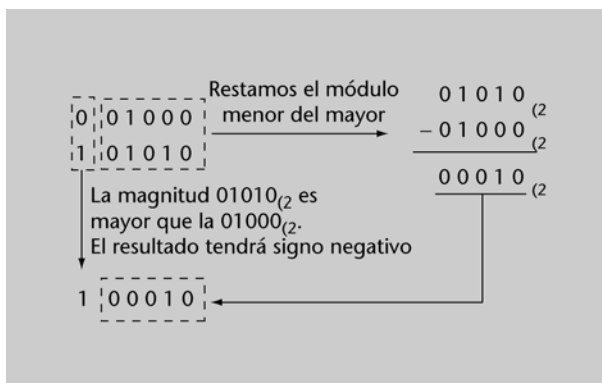 Restamos el módulo
menor del mayor
0 01000
1 01010
01010(2
– 01000(2
00010(2
La magnitud 01010(2 es
mayor que la 01000(2.
El resultado tendrá signo negativo
1 00010